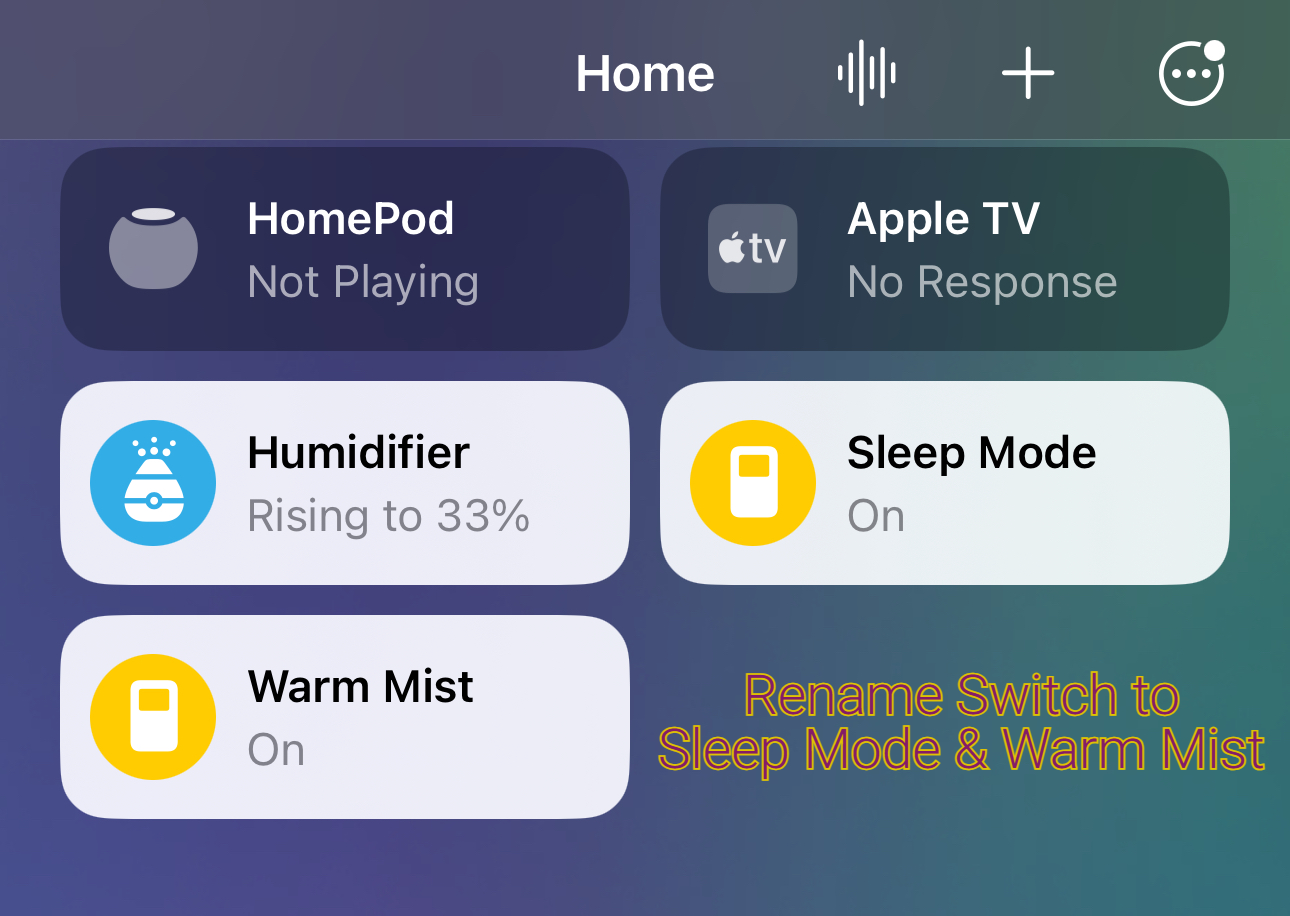 Home
HomePod
Not Playing
tv
Apple TV
No Response
Humidifier
Rising to 33%
Sleep Mode
On
Warm Mist
On
Rename Switch to
Sleep Mode & Warm Mist